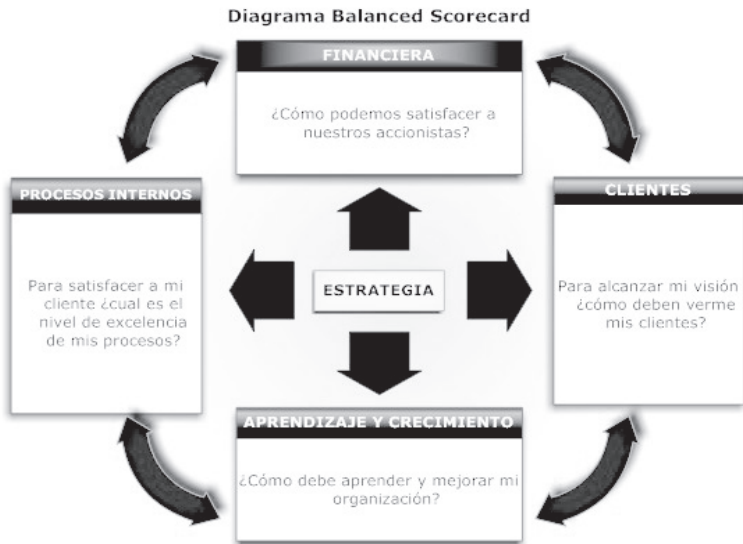 Diagrama Balanced Scorecard
FINANCIERA
¿Cómo podemos satisfacer a
nuestros accionistas?
PROCESOS INTERNOS
Para satisfacer a mi
cliente ¿cual es el
nivel de excelencia
de mis procesos?
ESTRATEGIA
CLIENTES
Para alcanzar mi visión
¿cómo deben verme
mis clientes?
APRENDIZAJE Y CRECIMIENTO
¿Cómo debe aprender y mejorar mi
organización?